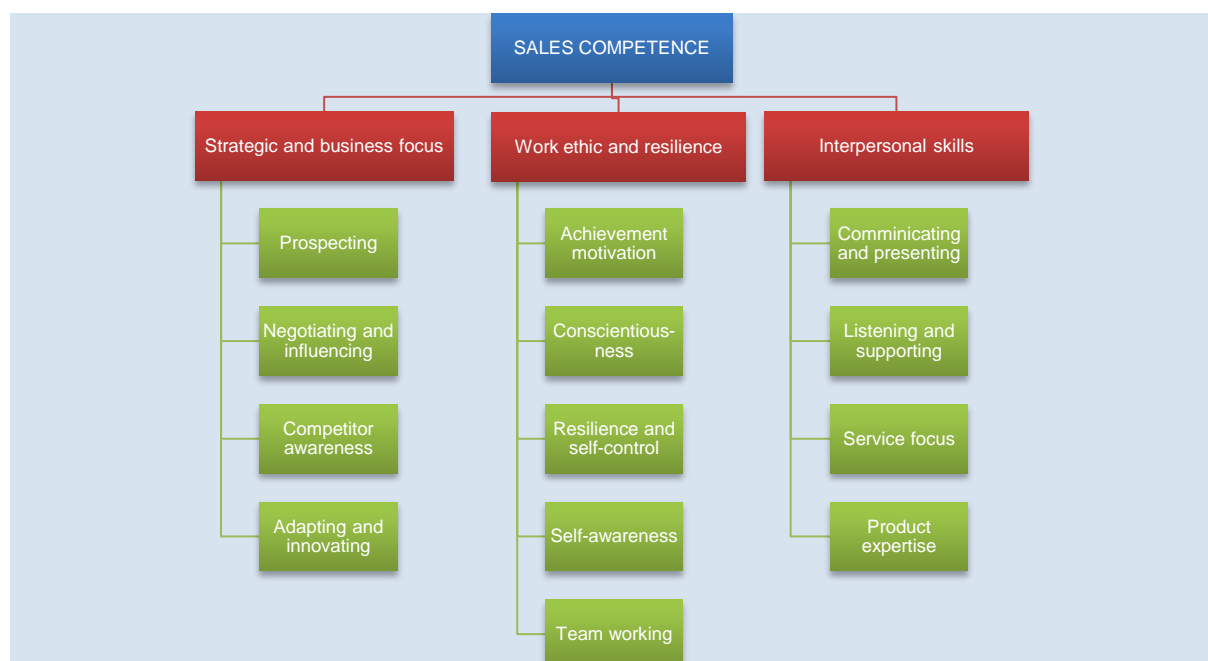 SALES COMPETENCE
Strategic and business focus
Prospecting
Negotiating and
influencing
Competitor
awareness
Adapting and
innovating
Work ethic and resilience
Achievement
motivation
Conscientious-
ness
Resilience and
self-control
Self-awareness
Team working
Interpersonal skills
Comminicating
and presenting
Listening and
supporting
Service focus
Product
expertise